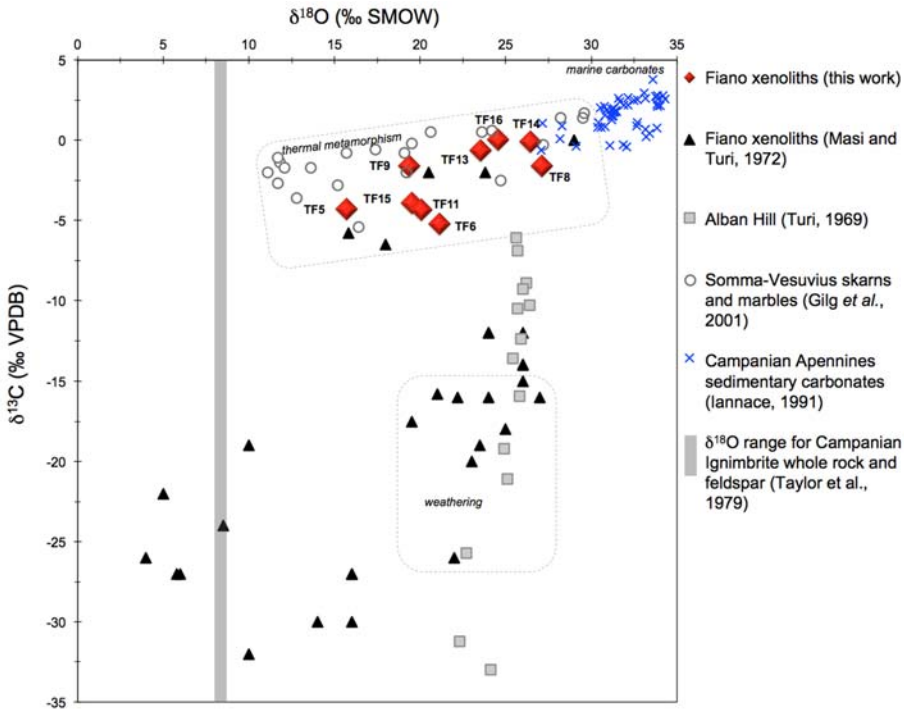 δ¹⁸O (‰ SMOW)
0 5 10 15 20 25 30 35
5
0
-5
-10
-15
-20
-25
-30
-35
δ¹³C (‰ VPDB)
marine carbonates
thermal metamorphism
TF16
TF14
TF9
TF13
TF8
TF15
TF5
TF11
TF6
weathering
Fiano xenoliths (this work)
Fiano xenoliths (Masi and
Turi, 1972)
Alban Hill (Turi, 1969)
Somma-Vesuvius skarns
and marbles (Gilg et al.,
2001)
Campanian Apennines
sedimentary carbonates
(Iannace, 1991)
δ¹⁸O range for Campanian
Ignimbrite whole rock and
feldspar (Taylor et al.,
1979)